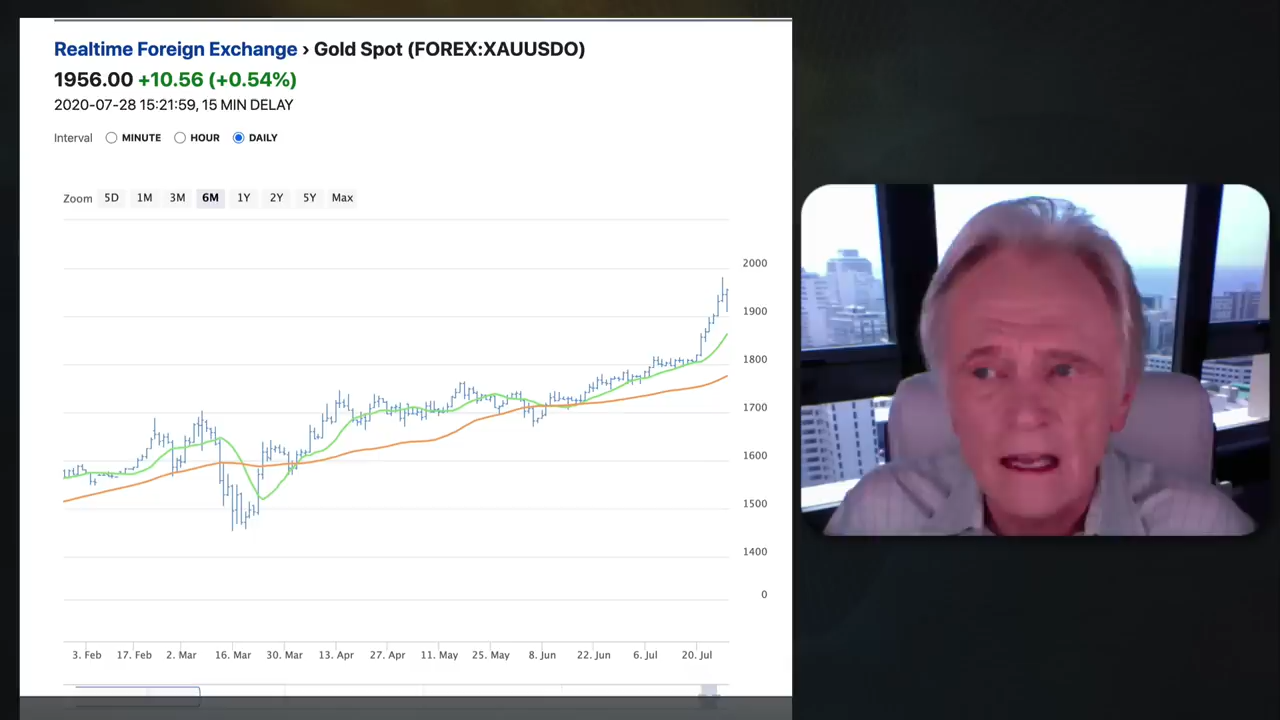 Realtime Foreign Exchange › Gold Spot (FOREX:XAUUSDO)
1956.00 +10.56 (+0.54%)
2020-07-28 15:21:59, 15 MIN DELAY
Interval MINUTE HOUR DAILY
Zoom 5D 1M 3M 6M 1Y 2Y 5Y Max
2000
1900
1800
1700
1600
1500
1400
0
3. Feb 17. Feb 2. Mar 16. Mar 30. Mar 13. Apr 27. Apr 11. May 25. May 8. Jun 22. Jun 6. Jul 20. Jul